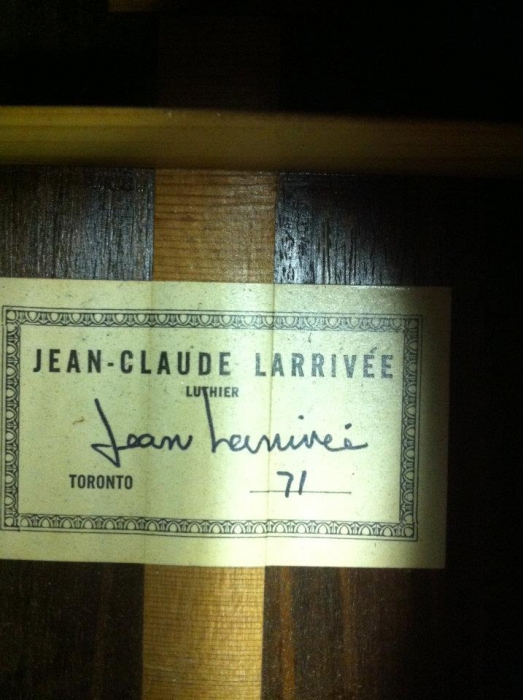 JEAN-CLAUDE LARRIVÉE
LUTHIER
Jean Larrivée
TORONTO 71